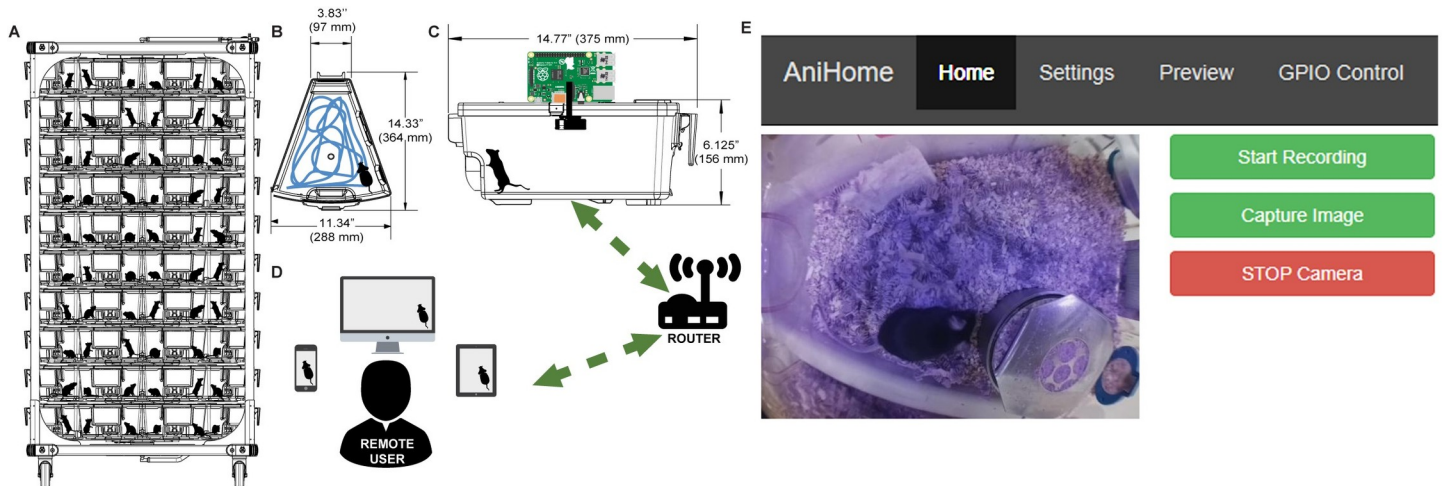 A
B
3.83’’
(97 mm)
14.33”
(364 mm)
11.34”
(288 mm)
C
14.77” (375 mm)
6.125”
(156 mm)
D
REMOTE
USER
ROUTER
E
AniHome
Home
Settings
Preview
GPIO Control
Start Recording
Capture Image
STOP Camera